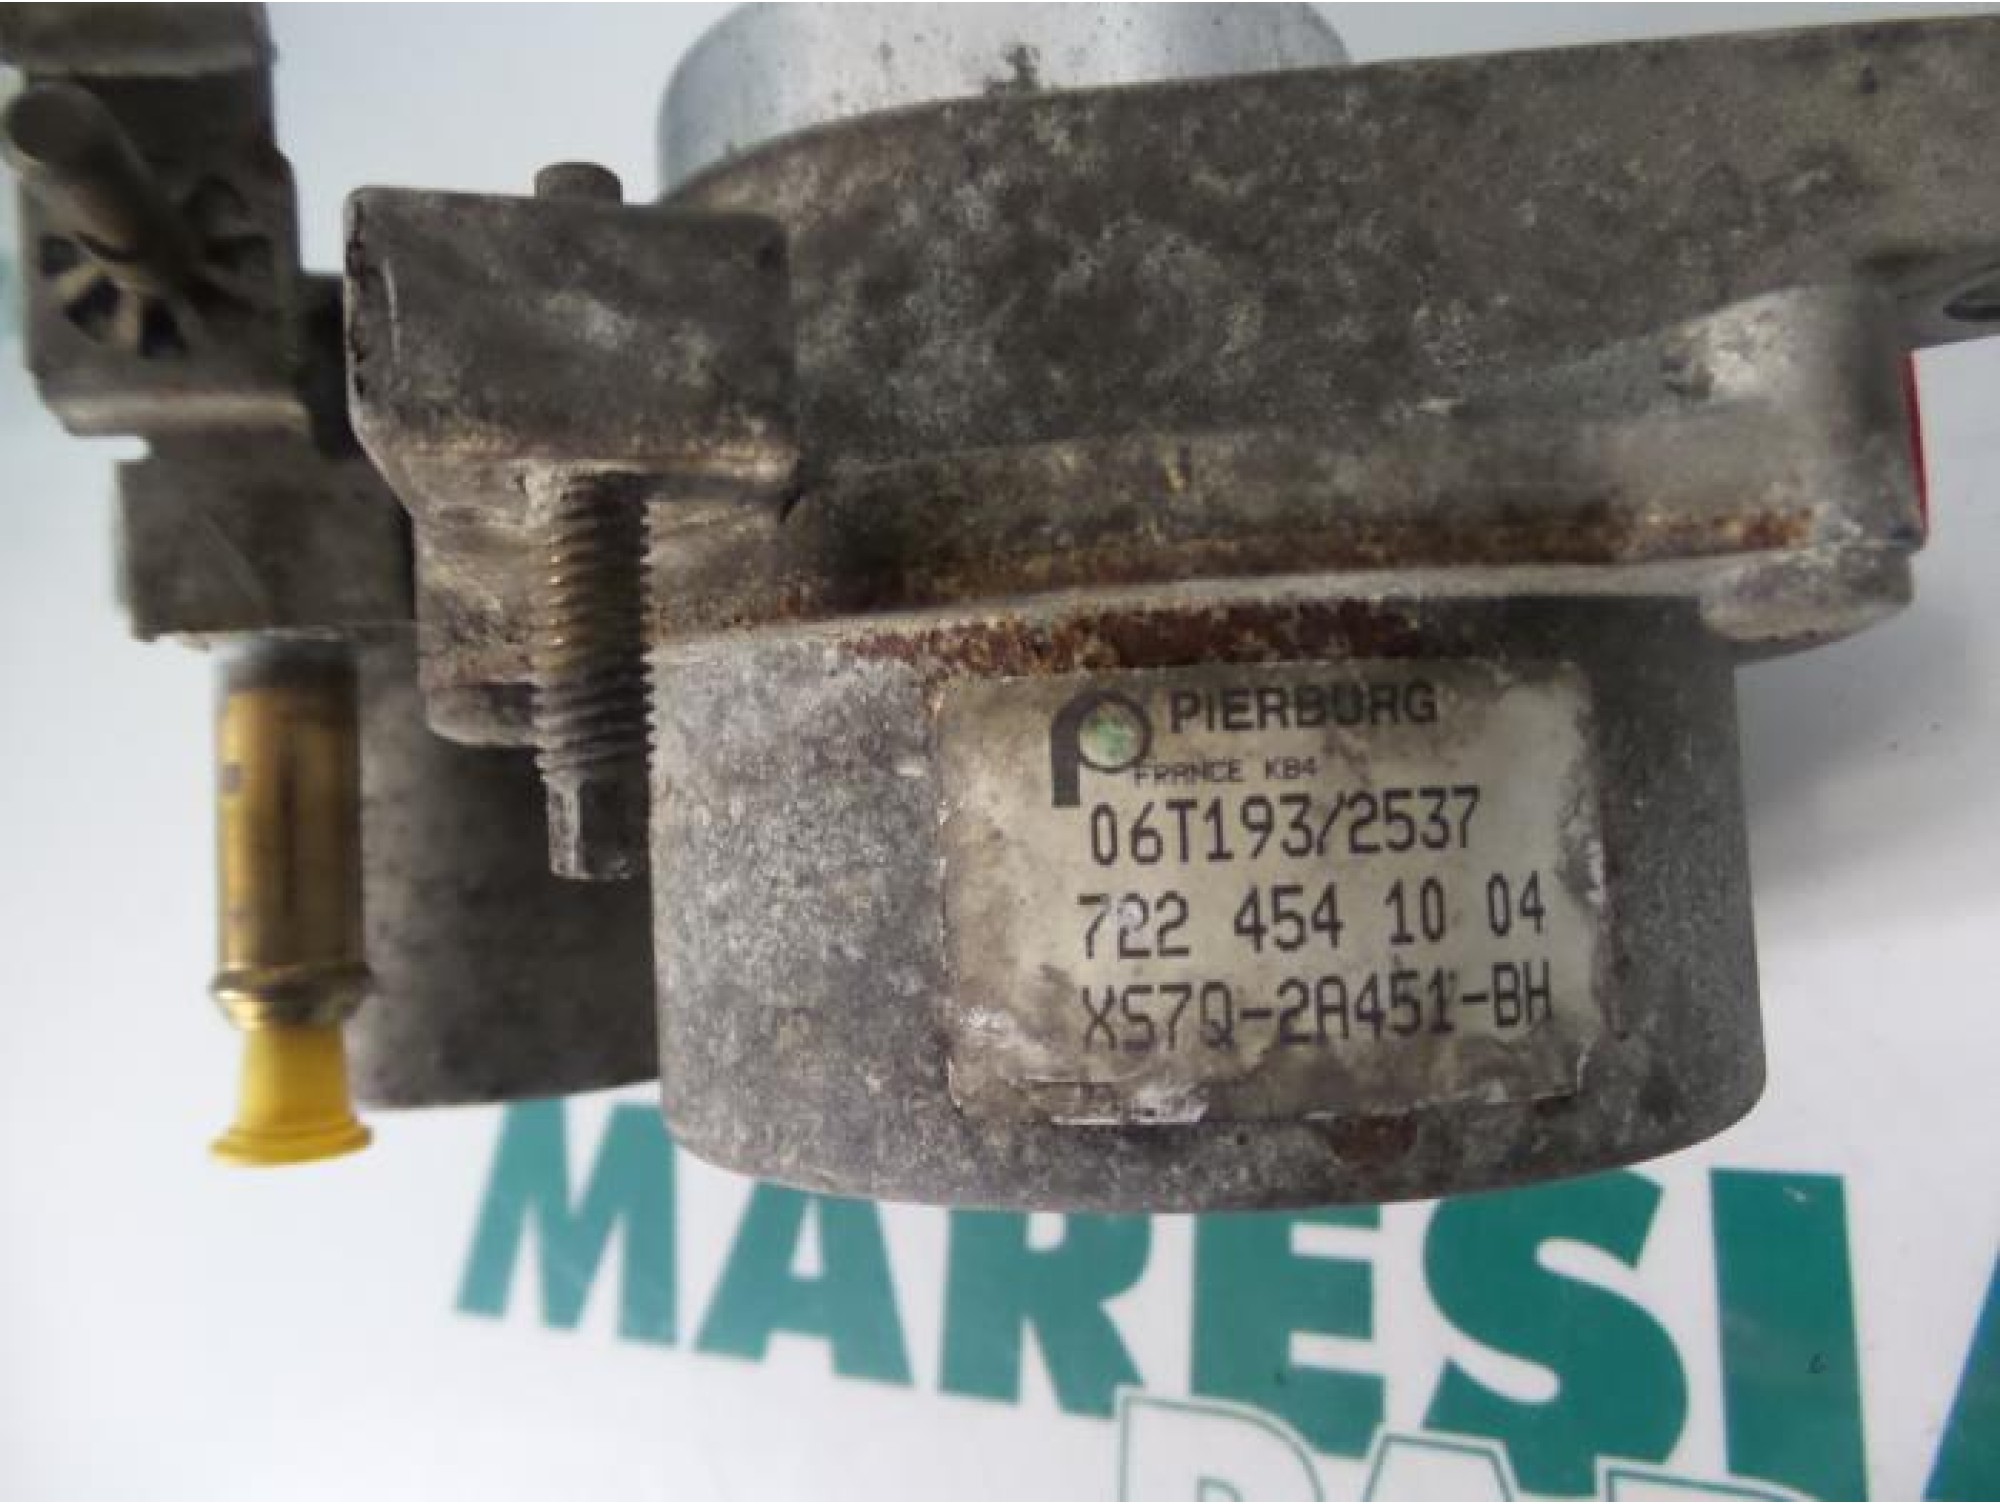 PIERBURG
FRANCE KB4
06T193/2537
722 454 10 04
XS7Q-2A451-BH
MARESI